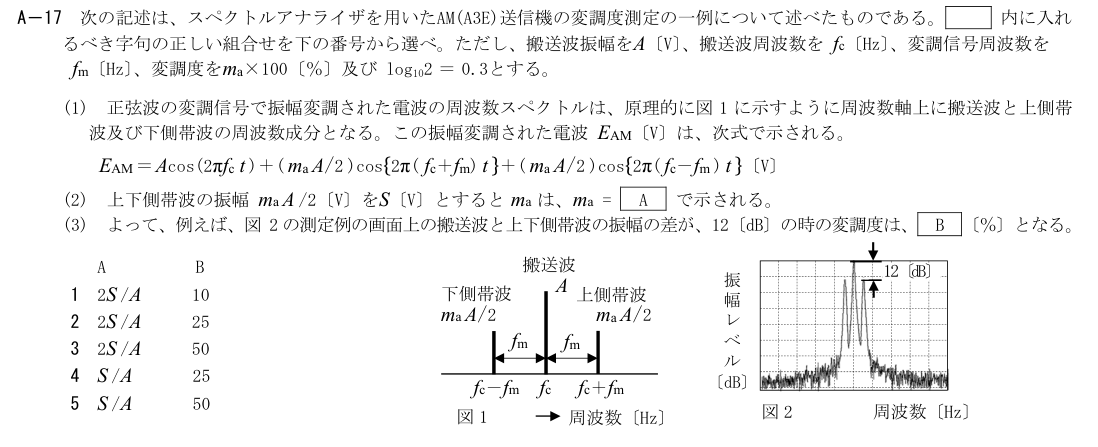 A－17 次の記述は、スペクトルアナライザを用いたAM(A3E)送信機の変調度測定の一例について述べたものである。 内に入れ
るべき字句の正しい組合せを下の番号から選べ。ただし、搬送波振幅をA〔V〕、搬送波周波数を fc〔Hz〕、変調信号周波数を
fm〔Hz〕、変調度をma×100〔%〕及び log₁₀2 = 0.3とする。
(1) 正弦波の変調信号で振幅変調された電波の周波数スペクトルは、原理的に図1に示すように周波数軸上に搬送波と上側帯
波及び下側帯波の周波数成分となる。この振幅変調された電波 EAM〔V〕は、次式で示される。
EAM＝Acos(2πfc t)＋(ma A/2)cos{2π(fc+fm) t}＋(ma A/2)cos{2π(fc−fm) t}〔V〕
(2) 上下側帯波の振幅 ma A/2〔V〕をS〔V〕とすると ma は、ma = A で示される。
(3) よって、例えば、図2の測定例の画面上の搬送波と上下側帯波の振幅の差が、12〔dB〕の時の変調度は、 B 〔%〕となる。
A B
1 2S/A 10
2 2S/A 25
3 2S/A 50
4 S/A 25
5 S/A 50
搬送波
A
下側帯波
ma A/2
上側帯波
ma A/2
fm fm
fc−fm fc fc+fm
図1 → 周波数〔Hz〕
振幅レベル〔dB〕
12〔dB〕
図2 周波数〔Hz〕